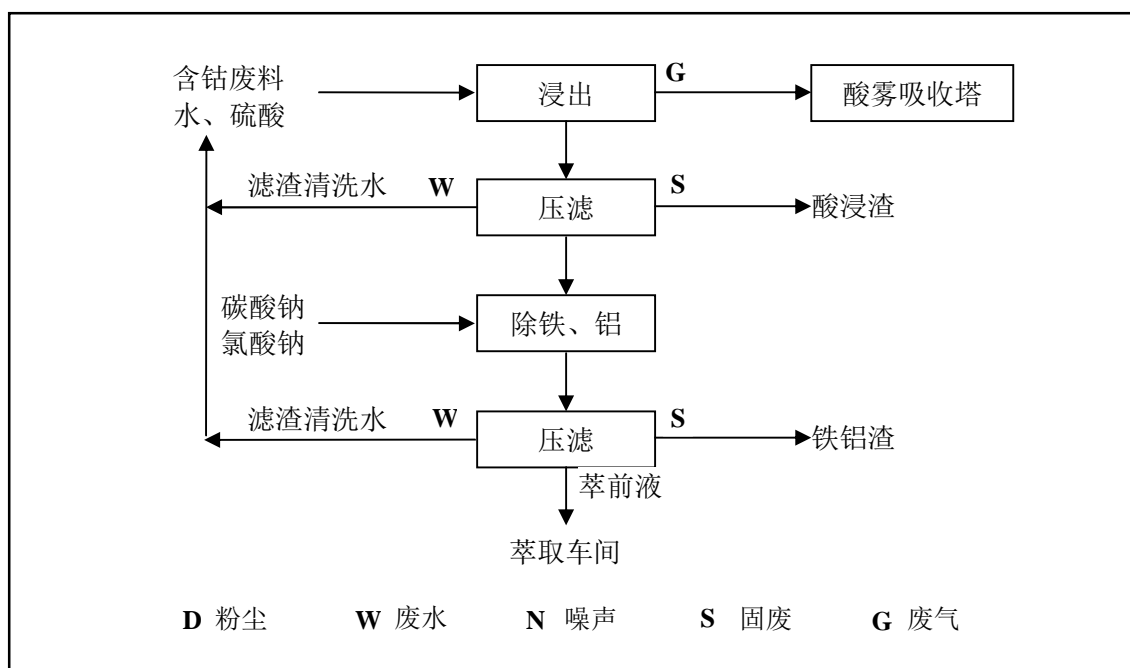 含钴废料
水、硫酸
浸出
G
酸雾吸收塔
滤渣清洗水
W
压滤
S
酸浸渣
碳酸钠
氯酸钠
除铁、铝
滤渣清洗水
W
压滤
S
铁铝渣
萃前液
萃取车间
D 粉尘 W 废水 N 噪声 S 固废 G 废气